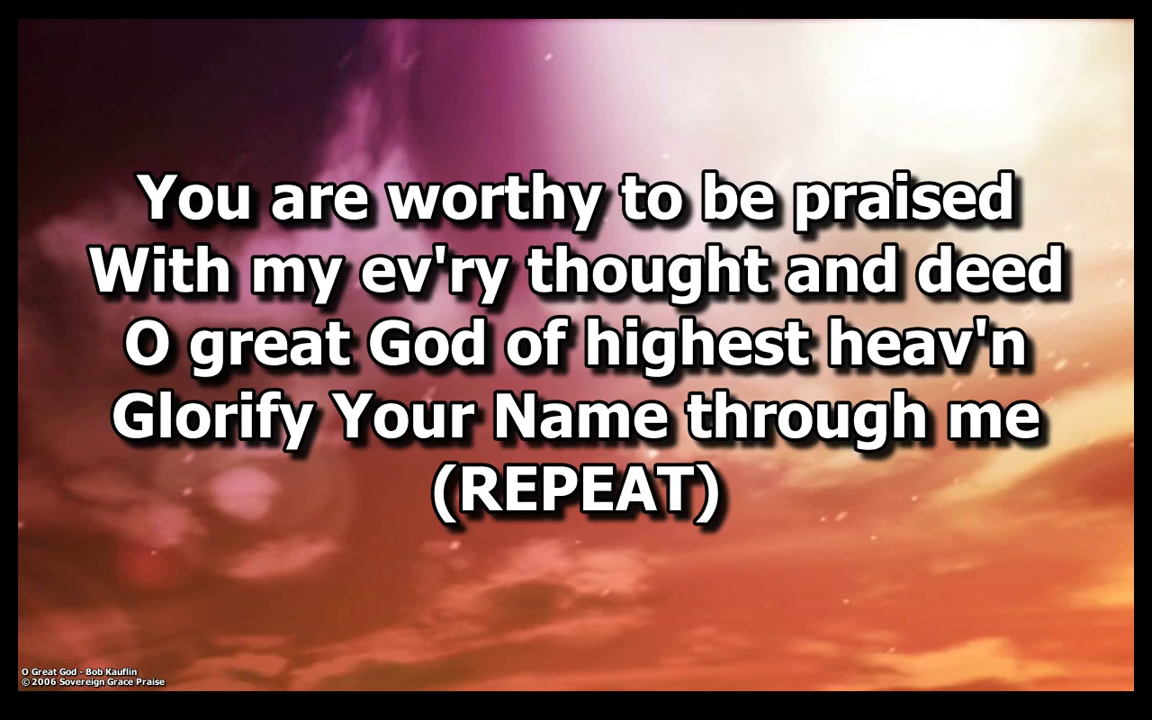 You are worthy to be praised
With my ev'ry thought and deed
O great God of highest heav'n
Glorify Your Name through me
(REPEAT)
O Great God - Bob Kauflin
© 2006 Sovereign Grace Praise